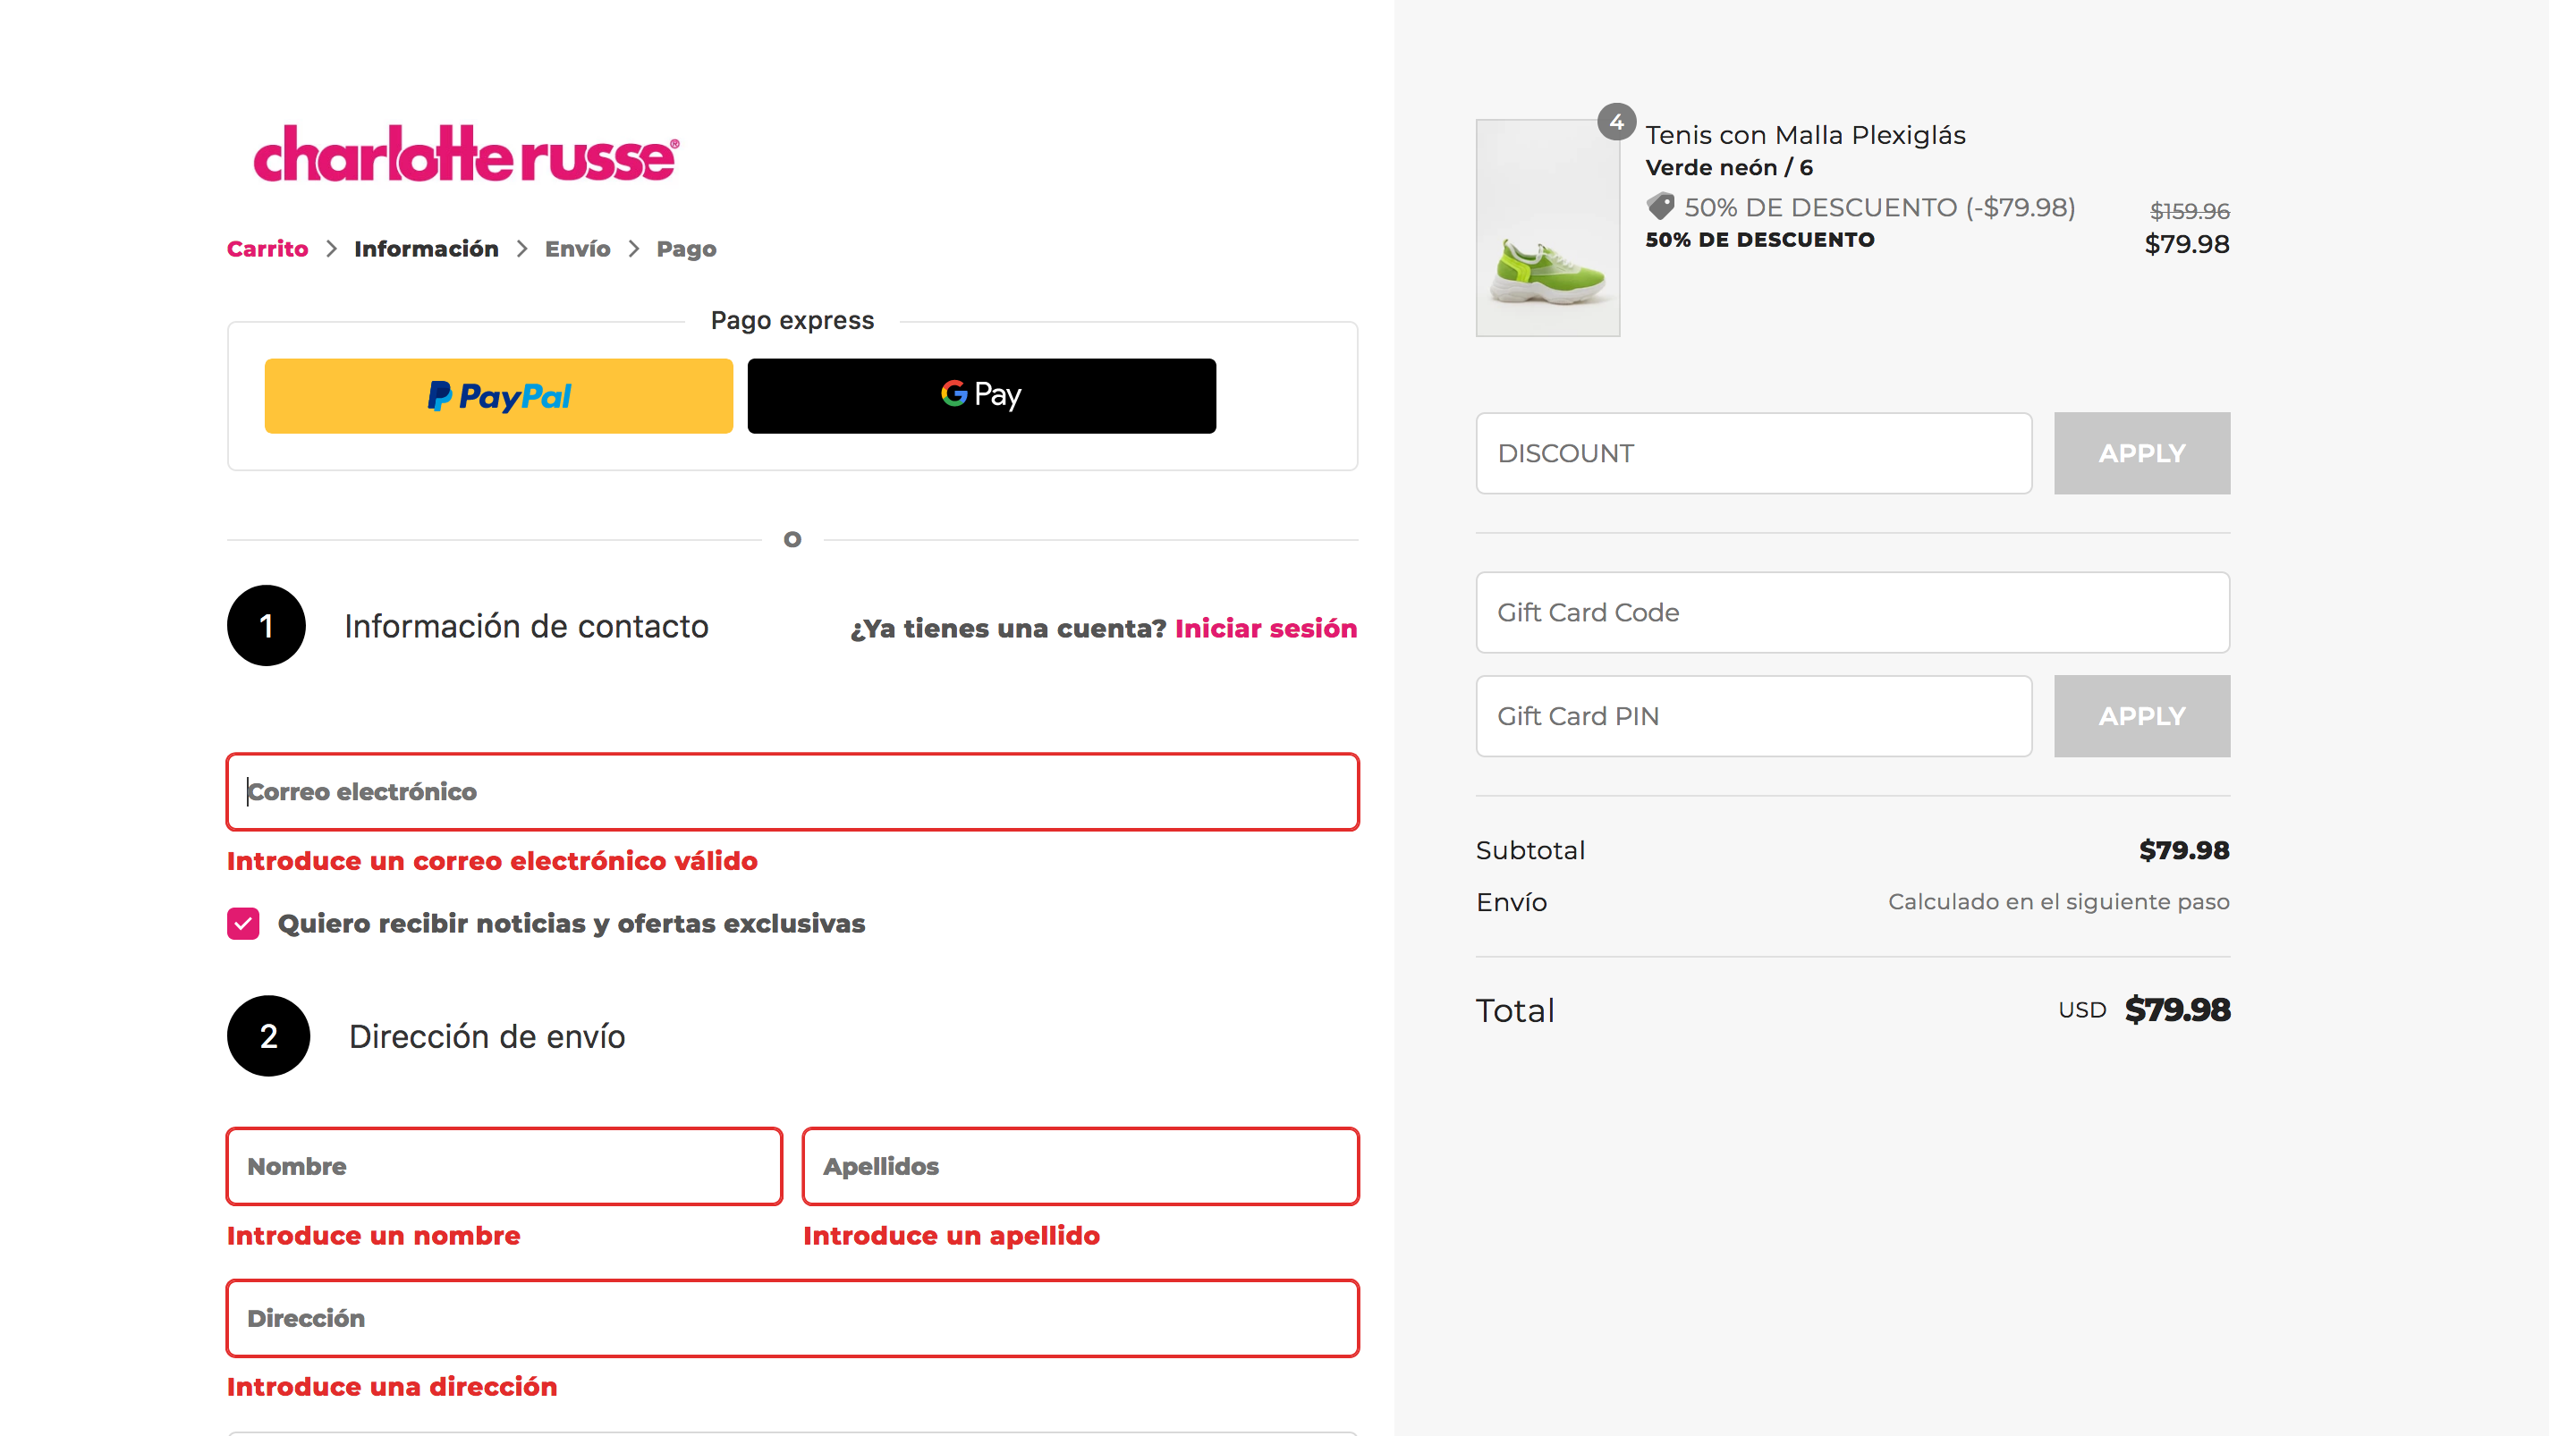 charlotte russe®
Carrito > Información > Envío > Pago
Pago express
PayPal
G Pay
O
1 Información de contacto
¿Ya tienes una cuenta? Iniciar sesión
Correo electrónico
Introduce un correo electrónico válido
Quiero recibir noticias y ofertas exclusivas
2 Dirección de envío
Nombre
Apellidos
Introduce un nombre
Introduce un apellido
Dirección
Introduce una dirección
4
Tenis con Malla Plexiglás
Verde neón / 6
50% DE DESCUENTO (-$79.98)
50% DE DESCUENTO
$159.96
$79.98
DISCOUNT
APPLY
Gift Card Code
Gift Card PIN
APPLY
Subtotal $79.98
Envío Calculado en el siguiente paso
Total USD $79.98